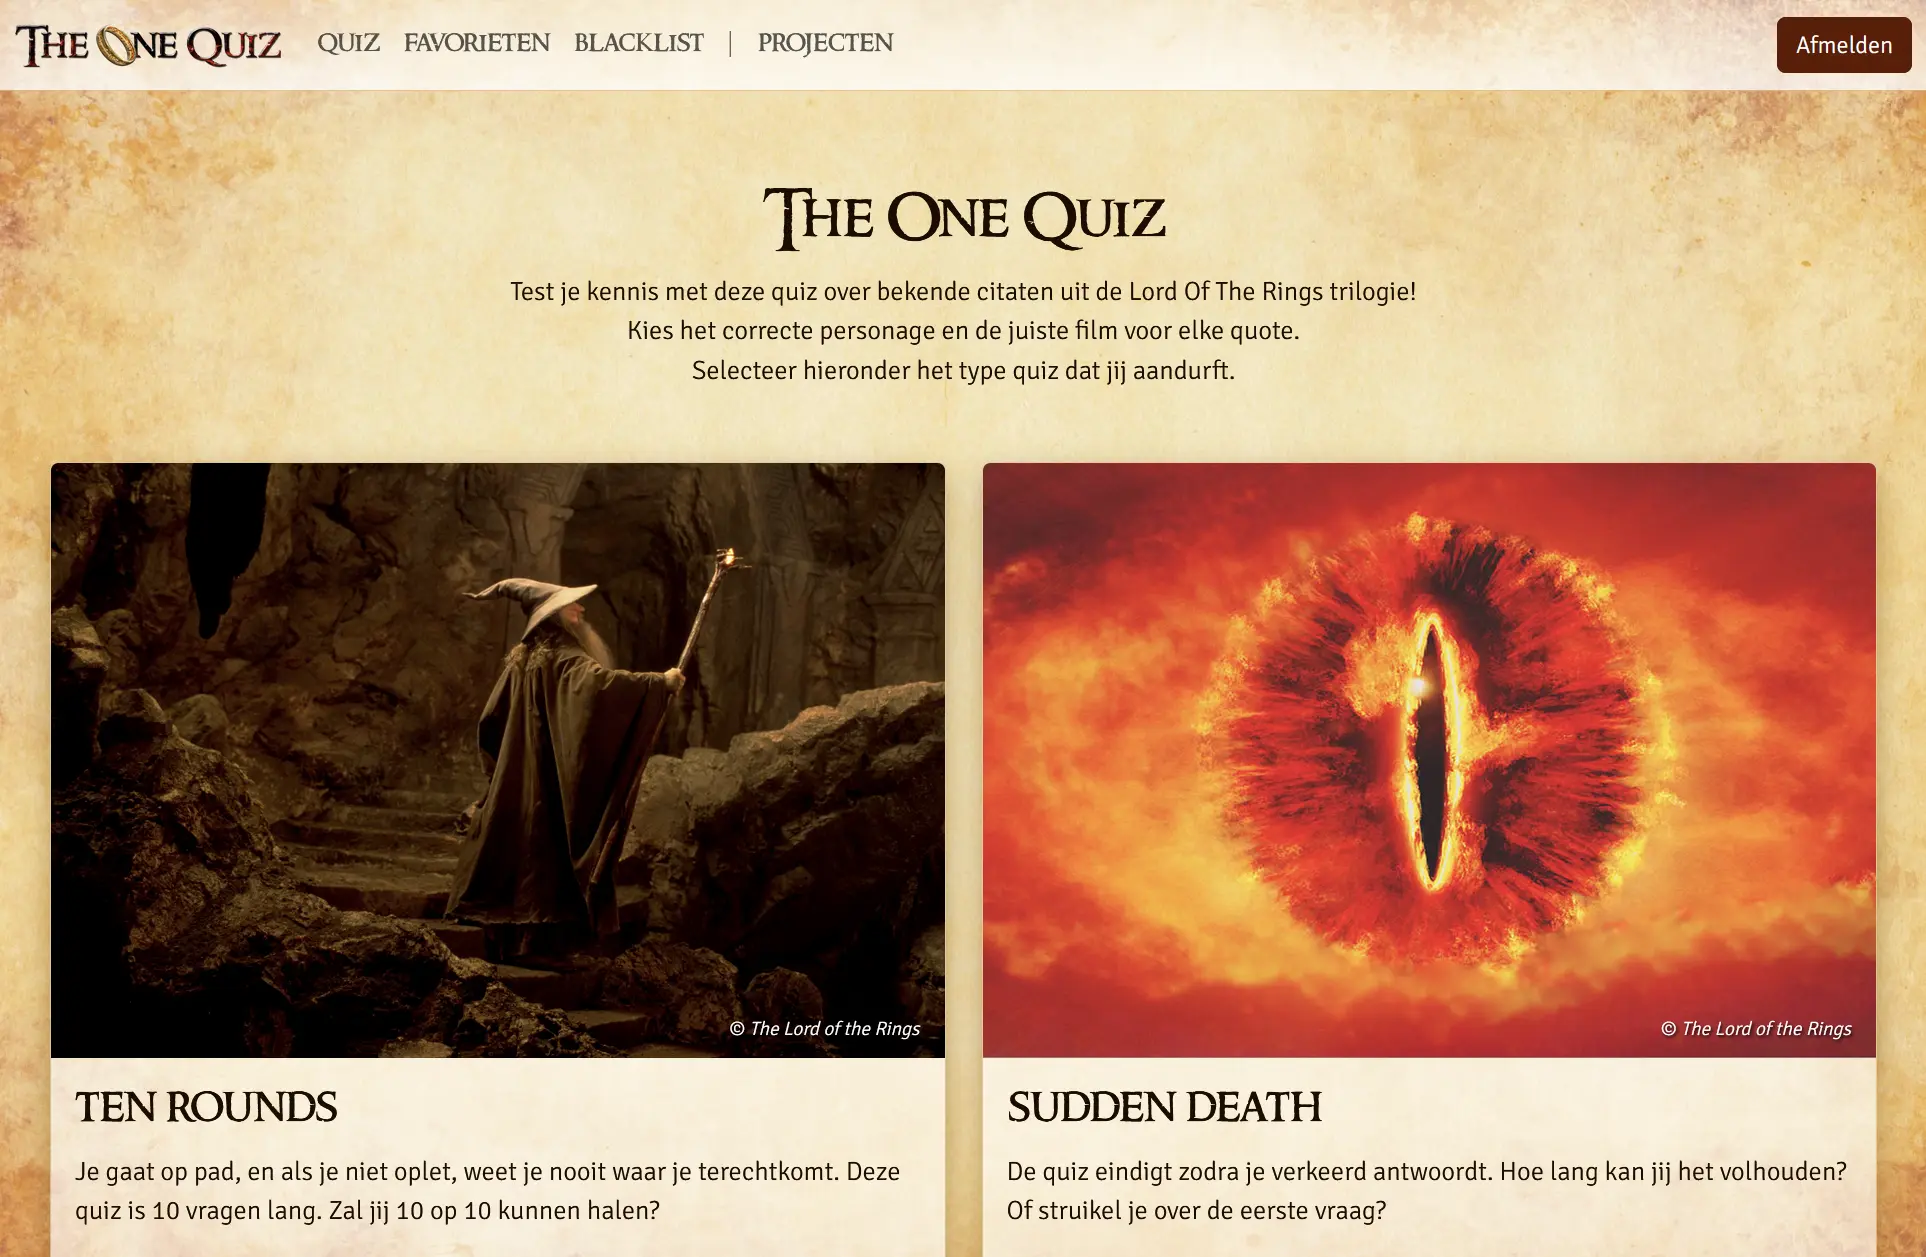 THE ONE QUIZ
QUIZ FAVORIETEN BLACKLIST | PROJECTEN
Afmelden
THE ONE QUIZ
Test je kennis met deze quiz over bekende citaten uit de Lord Of The Rings trilogie!
Kies het correcte personage en de juiste film voor elke quote.
Selecteer hieronder het type quiz dat jij aandurft.
© The Lord of the Rings
TEN ROUNDS
Je gaat op pad, en als je niet oplet, weet je nooit waar je terechtkomt. Deze
quiz is 10 vragen lang. Zal jij 10 op 10 kunnen halen?
© The Lord of the Rings
SUDDEN DEATH
De quiz eindigt zodra je verkeerd antwoordt. Hoe lang kan jij het volhouden?
Of struikel je over de eerste vraag?